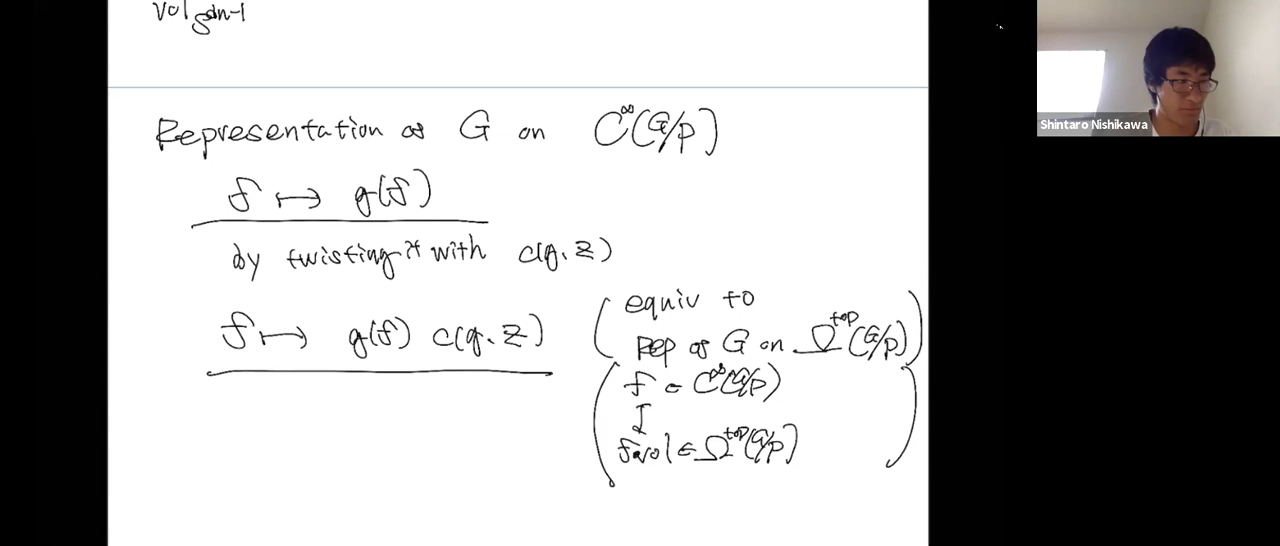 vol S^{dn-1}
Representation of G on C^∞(G/P)
f ↦ g(f)
by twisting it with c(g, z)
f ↦ g(f) c(g, z)
( equiv to
Rep of G on Ω^{top}(G/P) )
( f ∈ C^∞(G/P)
↧
f·vol ∈ Ω^{top}(G/P) )
Shintaro Nishikawa